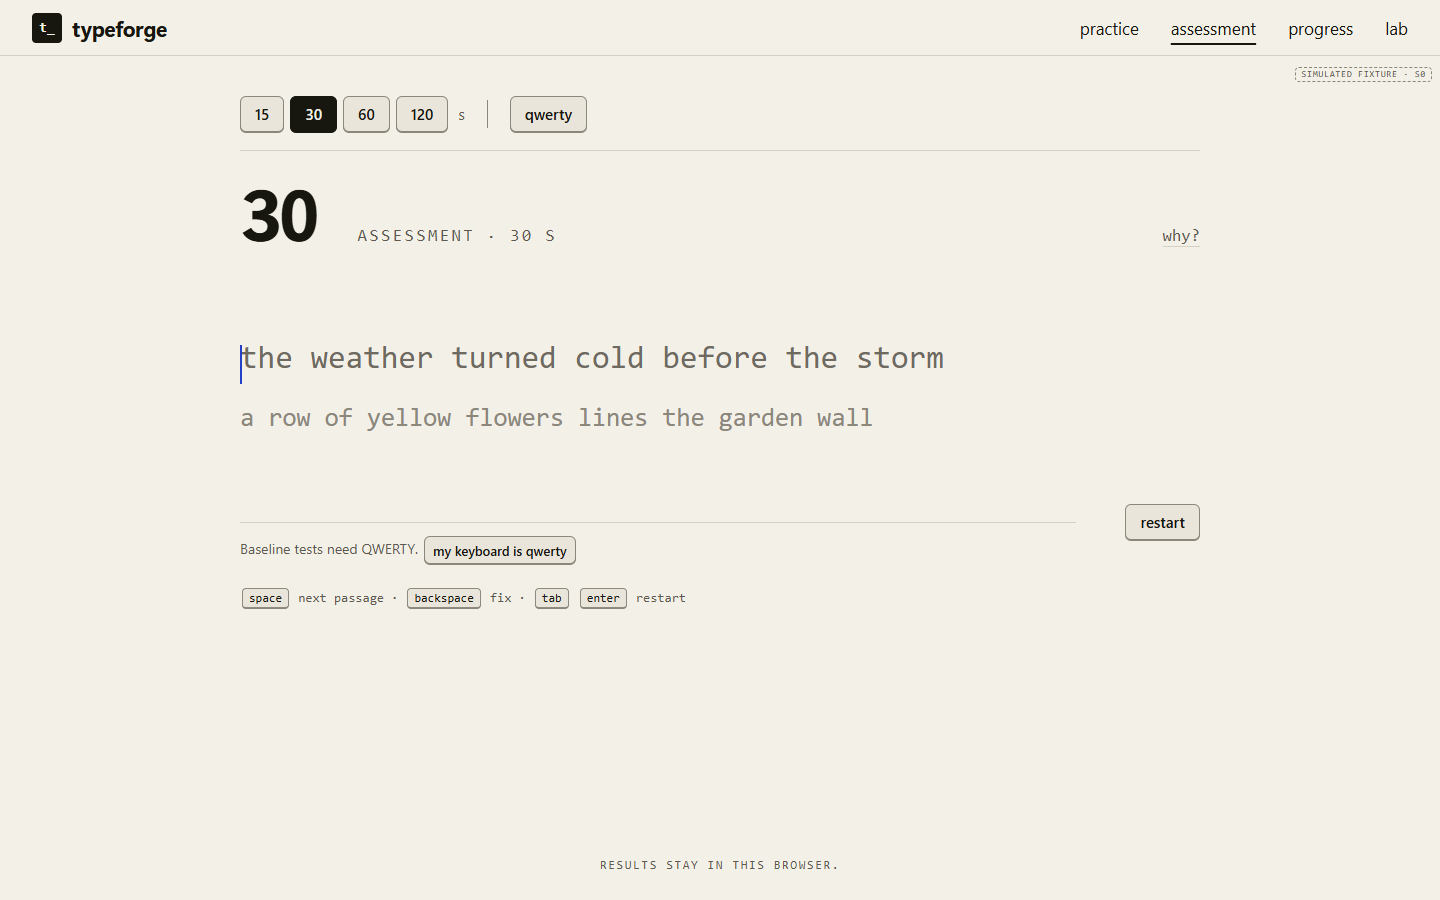 t_ typeforge practice assessment progress lab
SIMULATED FIXTURE · S0
15 30 60 120 s qwerty
30 ASSESSMENT · 30 S why?
the weather turned cold before the storm
a row of yellow flowers lines the garden wall
restart
Baseline tests need QWERTY. my keyboard is qwerty
space next passage · backspace fix · tab enter restart
RESULTS STAY IN THIS BROWSER.